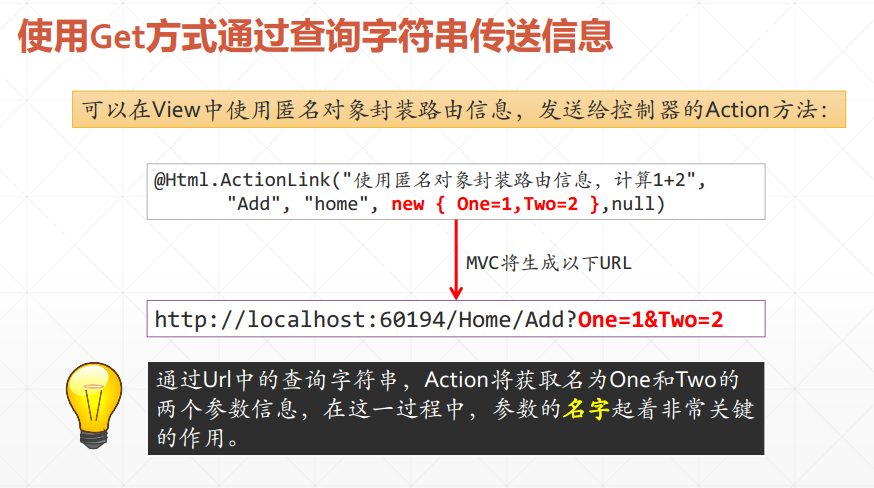 使用Get方式通过查询字符串传送信息
可以在View中使用匿名对象封装路由信息，发送给控制器的Action方法：
@Html.ActionLink("使用匿名对象封装路由信息，计算1+2",
"Add", "home", new { One=1,Two=2 },null)
MVC将生成以下URL
http://localhost:60194/Home/Add?One=1&Two=2
通过Url中的查询字符串，Action将获取名为One和Two的
两个参数信息，在这一过程中，参数的名字起着非常关键
的作用。